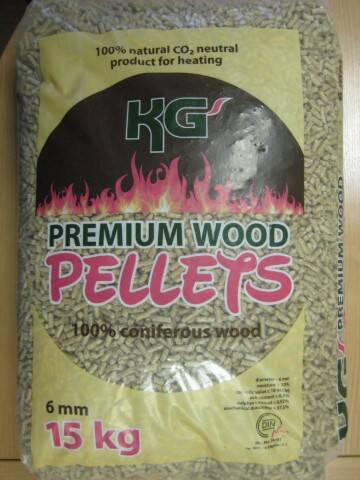 100% natural CO₂ neutral
product for heating
KG'
PREMIUM WOOD
PELLETS
100% coniferous wood
6 mm
15 kg
DIN
KG' PREMIUM WOOD